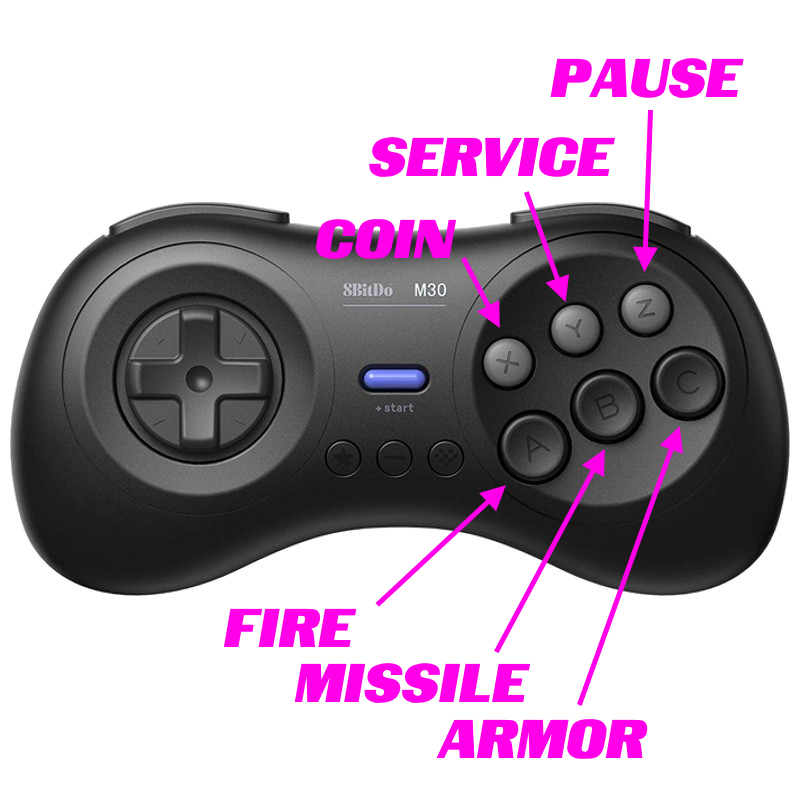 PAUSE
SERVICE
COIN
8BitDo M30
X Y Z
+start
A B C
FIRE
MISSILE
ARMOR